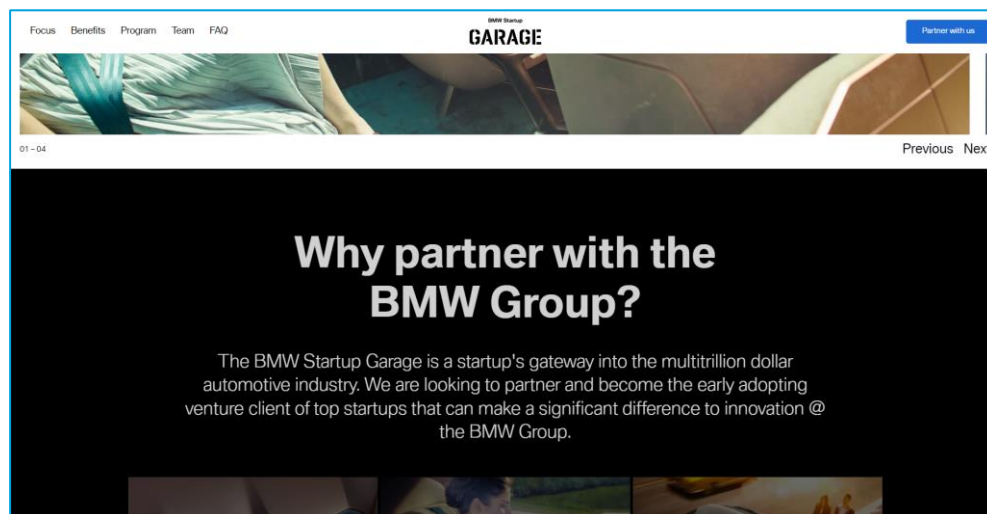 Focus Benefits Program Team FAQ
BMW Startup
GARAGE
Partner with us
01 – 04
Previous Nex
Why partner with the
BMW Group?
The BMW Startup Garage is a startup's gateway into the multitrillion dollar
automotive industry. We are looking to partner and become the early adopting
venture client of top startups that can make a significant difference to innovation @
the BMW Group.